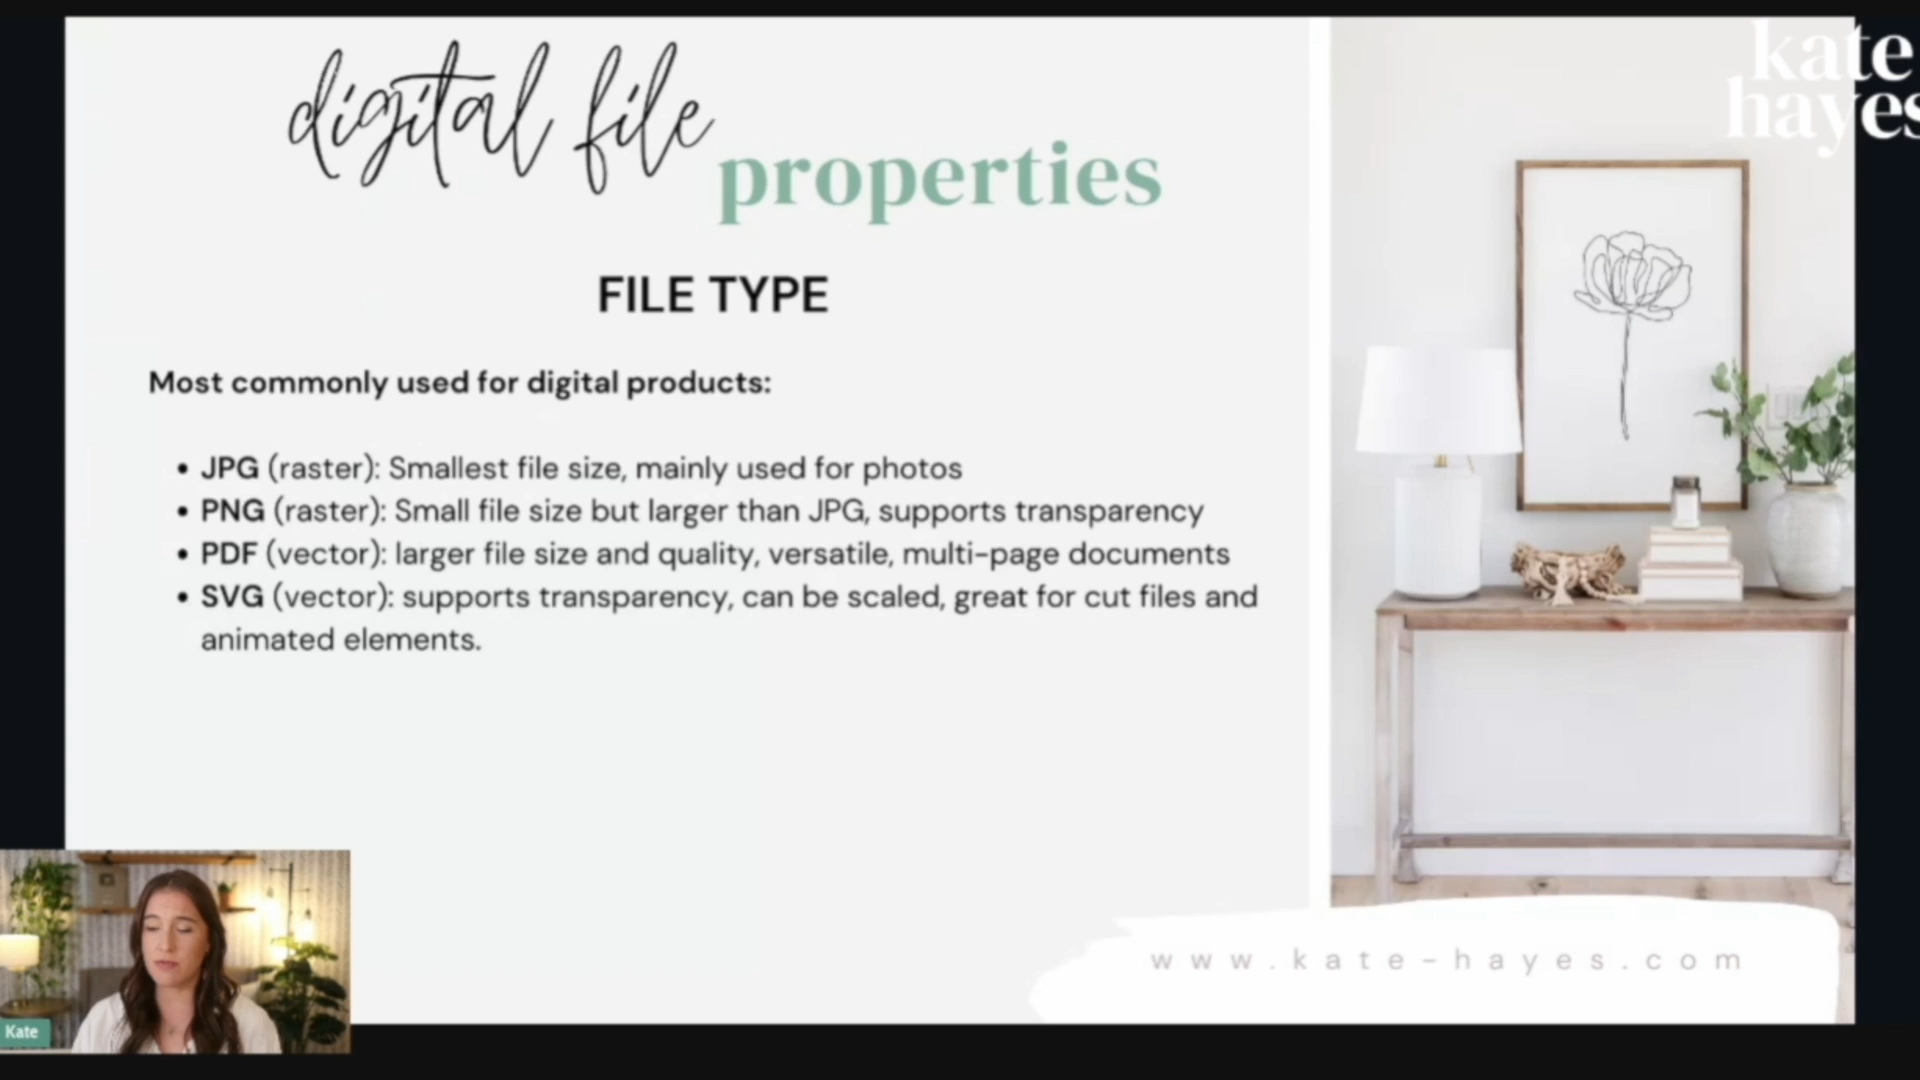 digital file
properties
kate
hayes
FILE TYPE
Most commonly used for digital products:
• JPG (raster): Smallest file size, mainly used for photos
• PNG (raster): Small file size but larger than JPG, supports transparency
• PDF (vector): larger file size and quality, versatile, multi-page documents
• SVG (vector): supports transparency, can be scaled, great for cut files and
animated elements.
www.kate-hayes.com
Kate